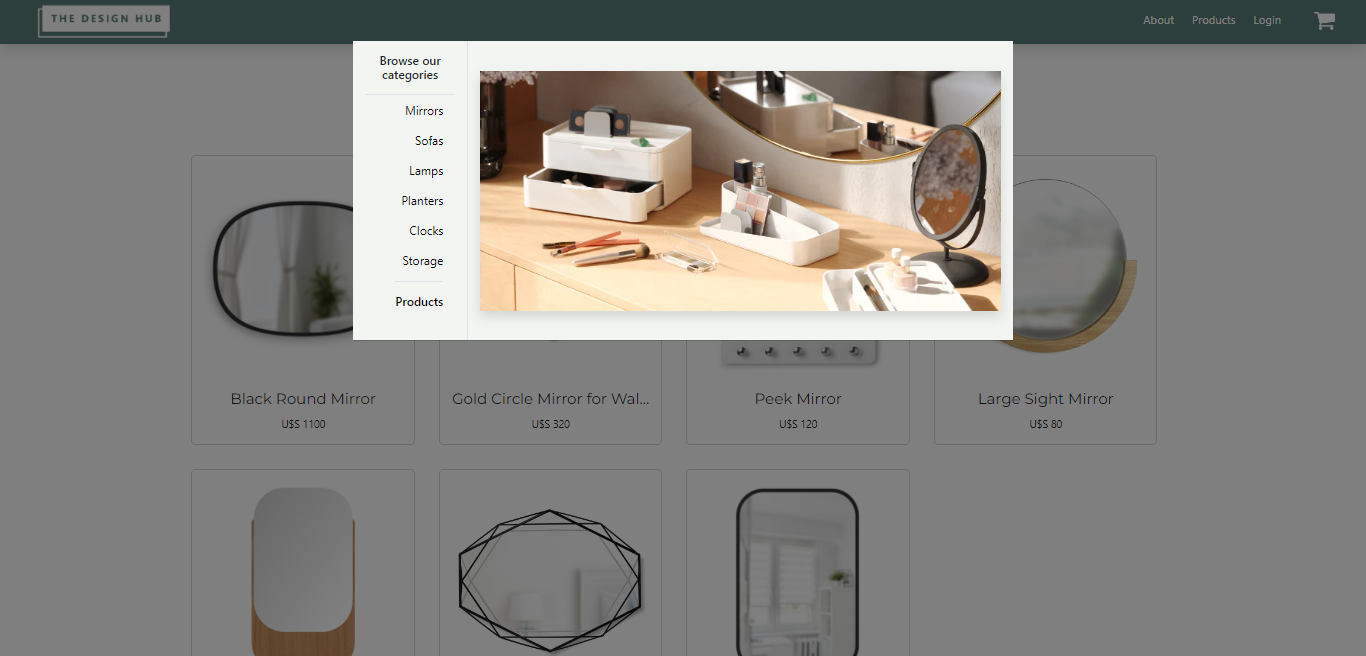 THE DESIGN HUB
About
Products
Login
Browse our
categories
Mirrors
Sofas
Lamps
Planters
Clocks
Storage
Products
Black Round Mirror
U$S 1100
Gold Circle Mirror for Wal...
U$S 320
Peek Mirror
U$S 120
Large Sight Mirror
U$S 80